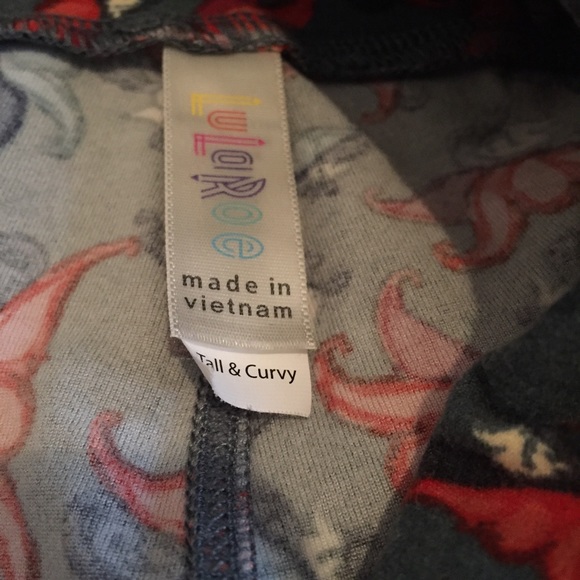 LuLaRoe
made in
vietnam
Tall & Curvy